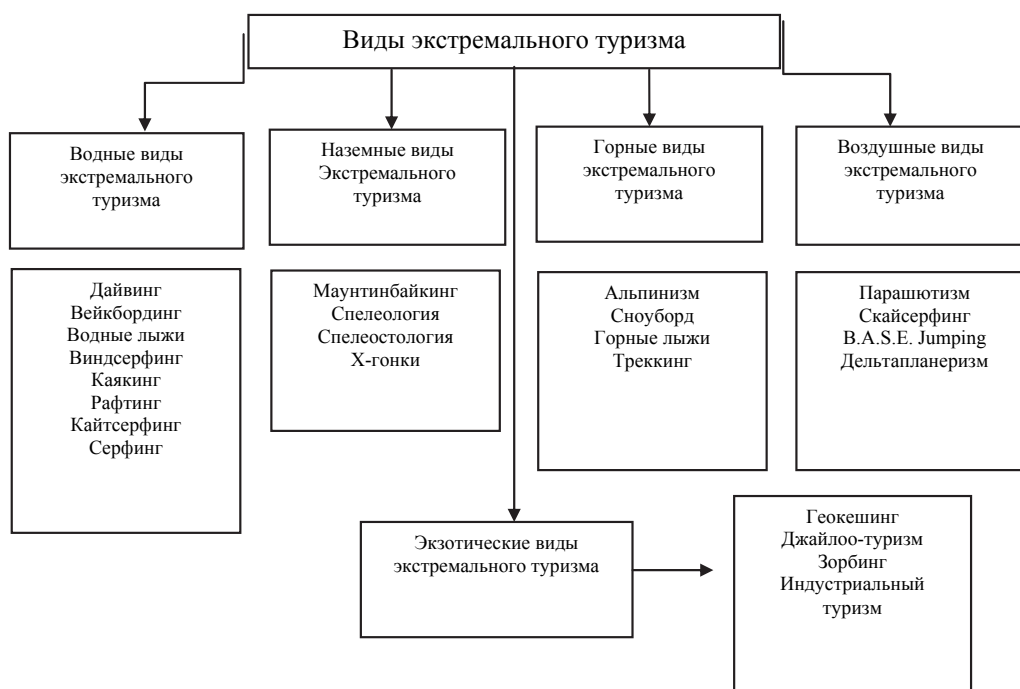 Виды экстремального туризма
Водные виды
экстремального
туризма
Наземные виды
Экстремального
туризма
Горные виды
экстремального
туризма
Воздушные виды
экстремального
туризма
Дайвинг
Вейкбординг
Водные лыжи
Виндсерфинг
Каякинг
Рафтинг
Кайтсерфинг
Серфинг
Маунтинбайкинг
Спелеология
Спелеостология
Х-гонки
Альпинизм
Сноуборд
Горные лыжи
Треккинг
Парашютизм
Скайсерфинг
B.A.S.E. Jumping
Дельтапланеризм
Экзотические виды
экстремального туризма
Геокешинг
Джайлоо-туризм
Зорбинг
Индустриальный
туризм